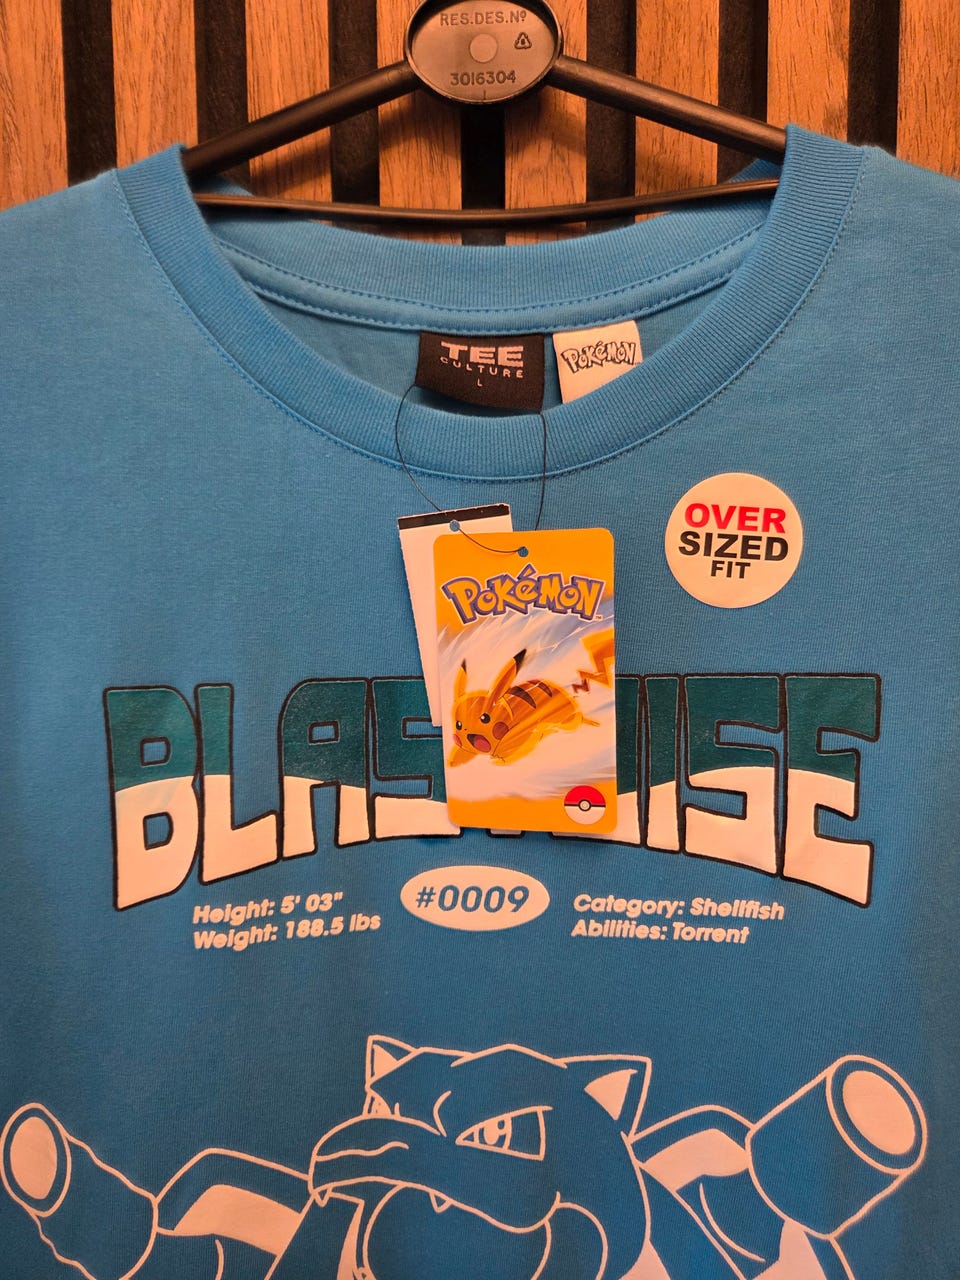 RES.DES.Nº
3016304
TEE
CULTURE
L
POKéMON
OVER
SIZED
FIT
POKéMON
™
#0009
Height: 5' 03"
Weight: 188.5 lbs
Category: Shellfish
Abilities: Torrent